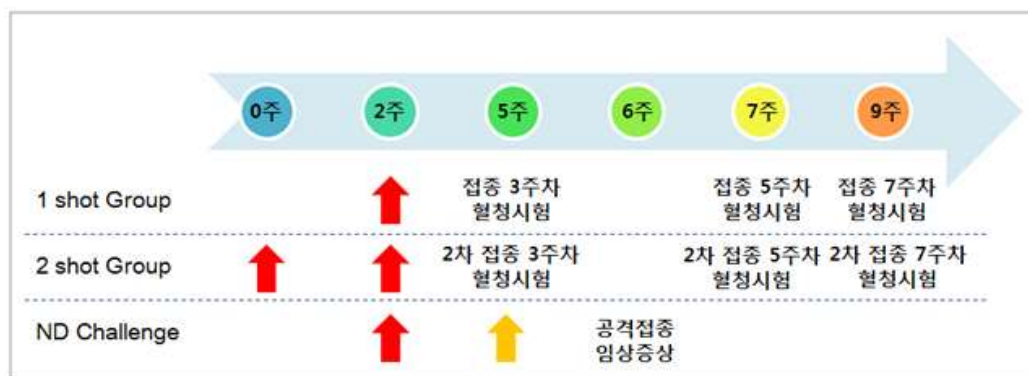 0주 2주 5주 6주 7주 9주
1 shot Group
접종 3주차
혈청시험
접종 5주차
혈청시험
접종 7주차
혈청시험
2 shot Group
2차 접종 3주차
혈청시험
2차 접종 5주차
혈청시험
2차 접종 7주차
혈청시험
ND Challenge
공격접종
임상증상